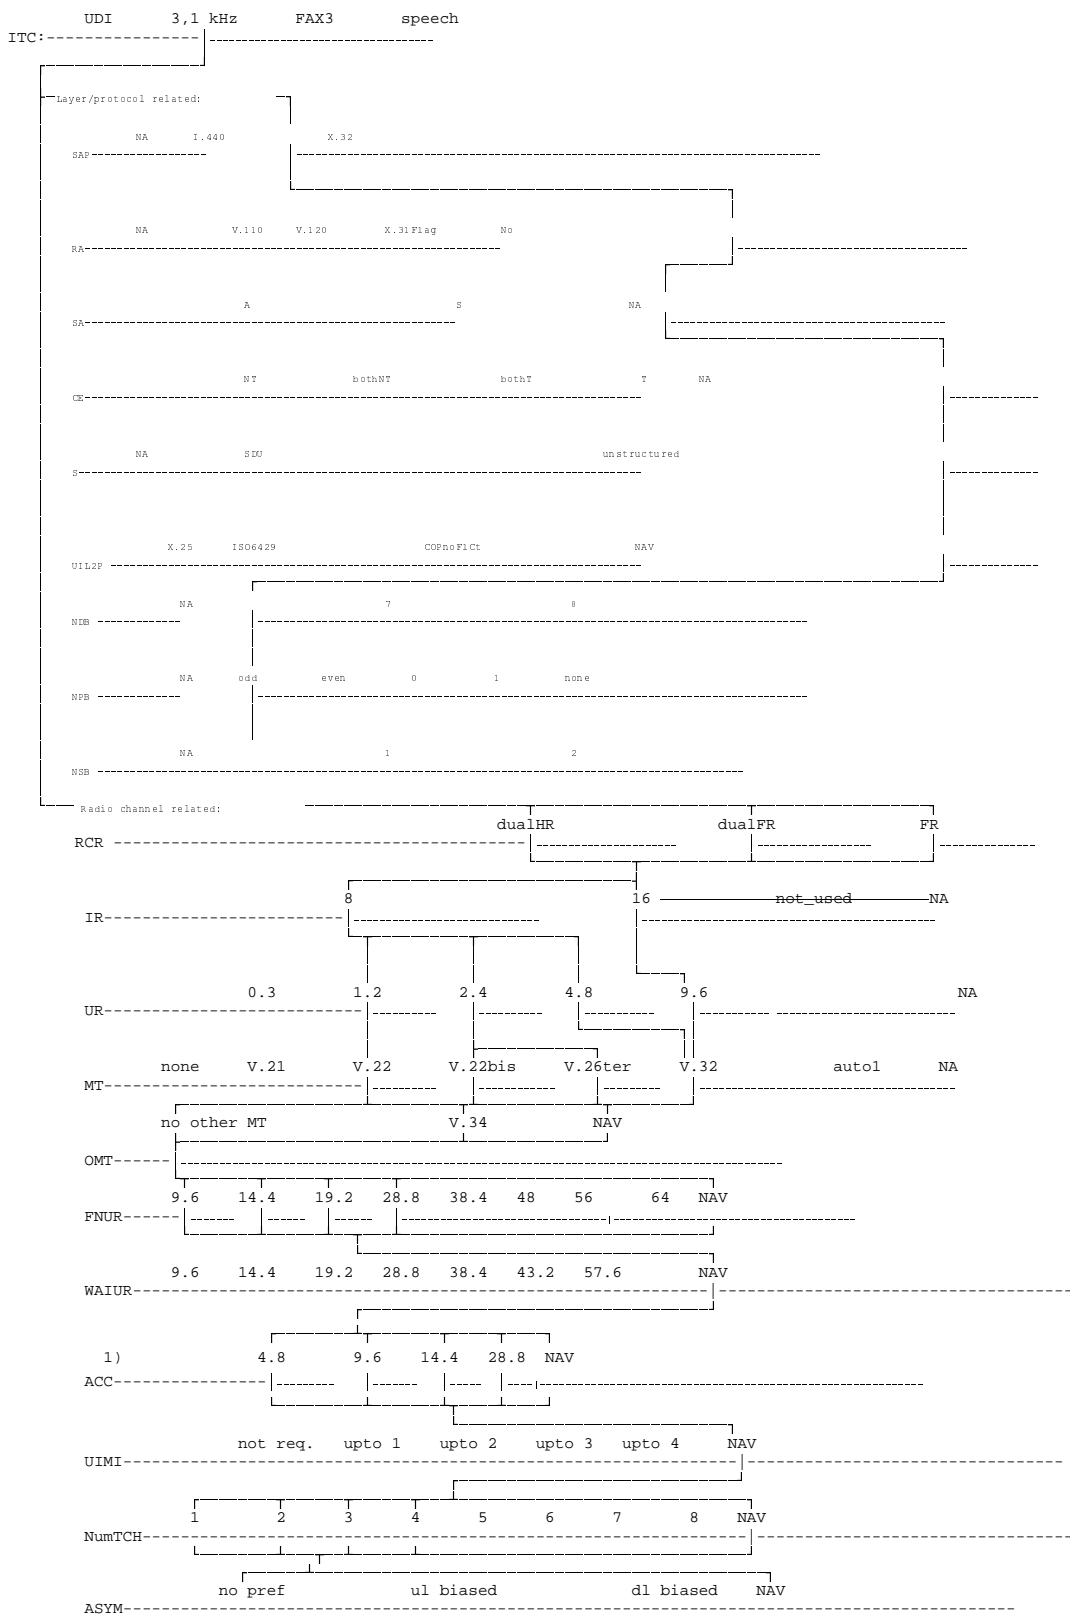 UDI 3,1 kHz FAX3 speech
ITC:
Layer/protocol related:
NA I.440 X.32
SAP
NA V.110 V.120 X.31Flag No
RA
A S NA
SA
NT bothNT bothT T NA
CE
NA SDU unstructured
S
X.25 ISO6429 COPnoFlCt NAV
UIL2P
NA 7 8
NDB
NA odd even 0 1 none
NPB
NA 1 2
NSB
Radio channel related:
dualHR dualFR FR
RCR
8 16 not_used NA
IR
0.3 1.2 2.4 4.8 9.6 NA
UR
none V.21 V.22 V.22bis V.26ter V.32 auto1 NA
MT
no other MT V.34 NAV
OMT
9.6 14.4 19.2 28.8 38.4 48 56 64 NAV
FNUR
9.6 14.4 19.2 28.8 38.4 43.2 57.6 NAV
WAIUR
1) 4.8 9.6 14.4 28.8 NAV
ACC
not req. upto 1 upto 2 upto 3 upto 4 NAV
UIMI
1 2 3 4 5 6 7 8 NAV
NumTCH
no pref ul biased dl biased NAV
ASYM